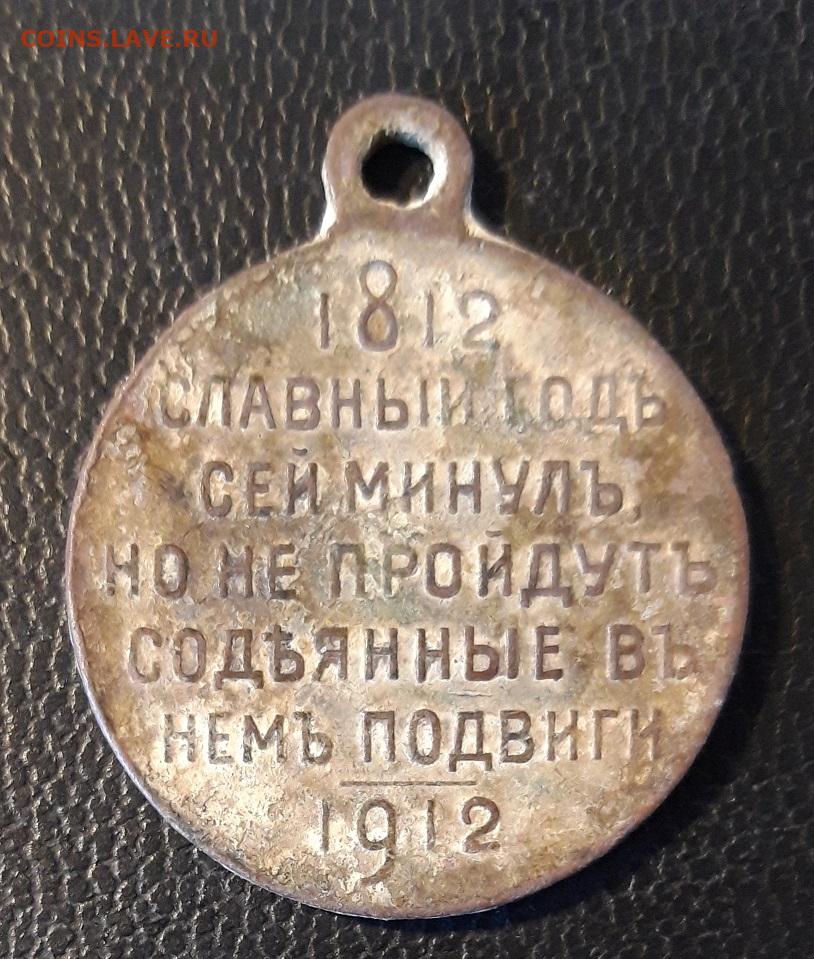 COINS.LAVE.RU
1812
СЛАВНЫЙ ГОДЪ
СЕЙ МИНУЛЪ,
НО НЕ ПРОЙДУТЪ
СОДѢЯННЫЕ ВЪ
НЕМЪ ПОДВИГИ
1912